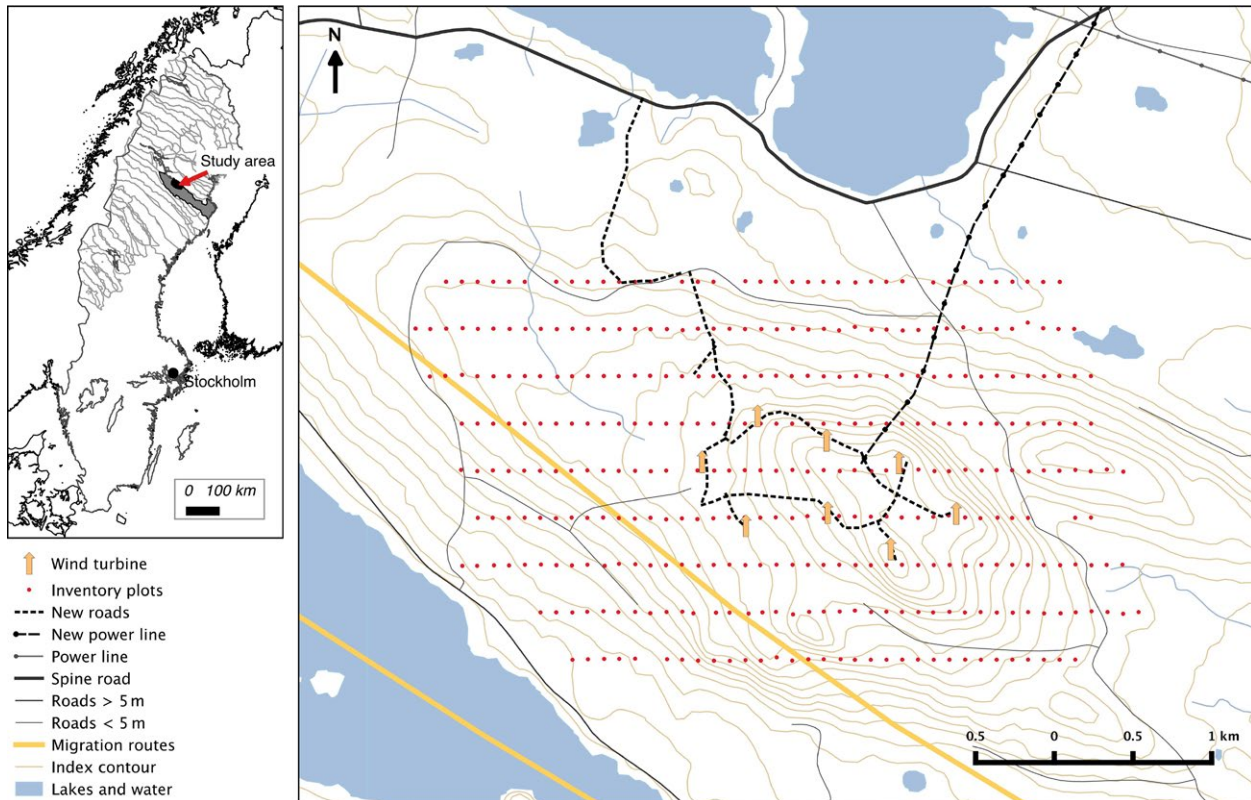 Study area
Stockholm
0 100 km
N
Wind turbine
Inventory plots
New roads
New power line
Power line
Spine road
Roads > 5 m
Roads < 5 m
Migration routes
Index contour
Lakes and water
0.5 0 0.5 1 km